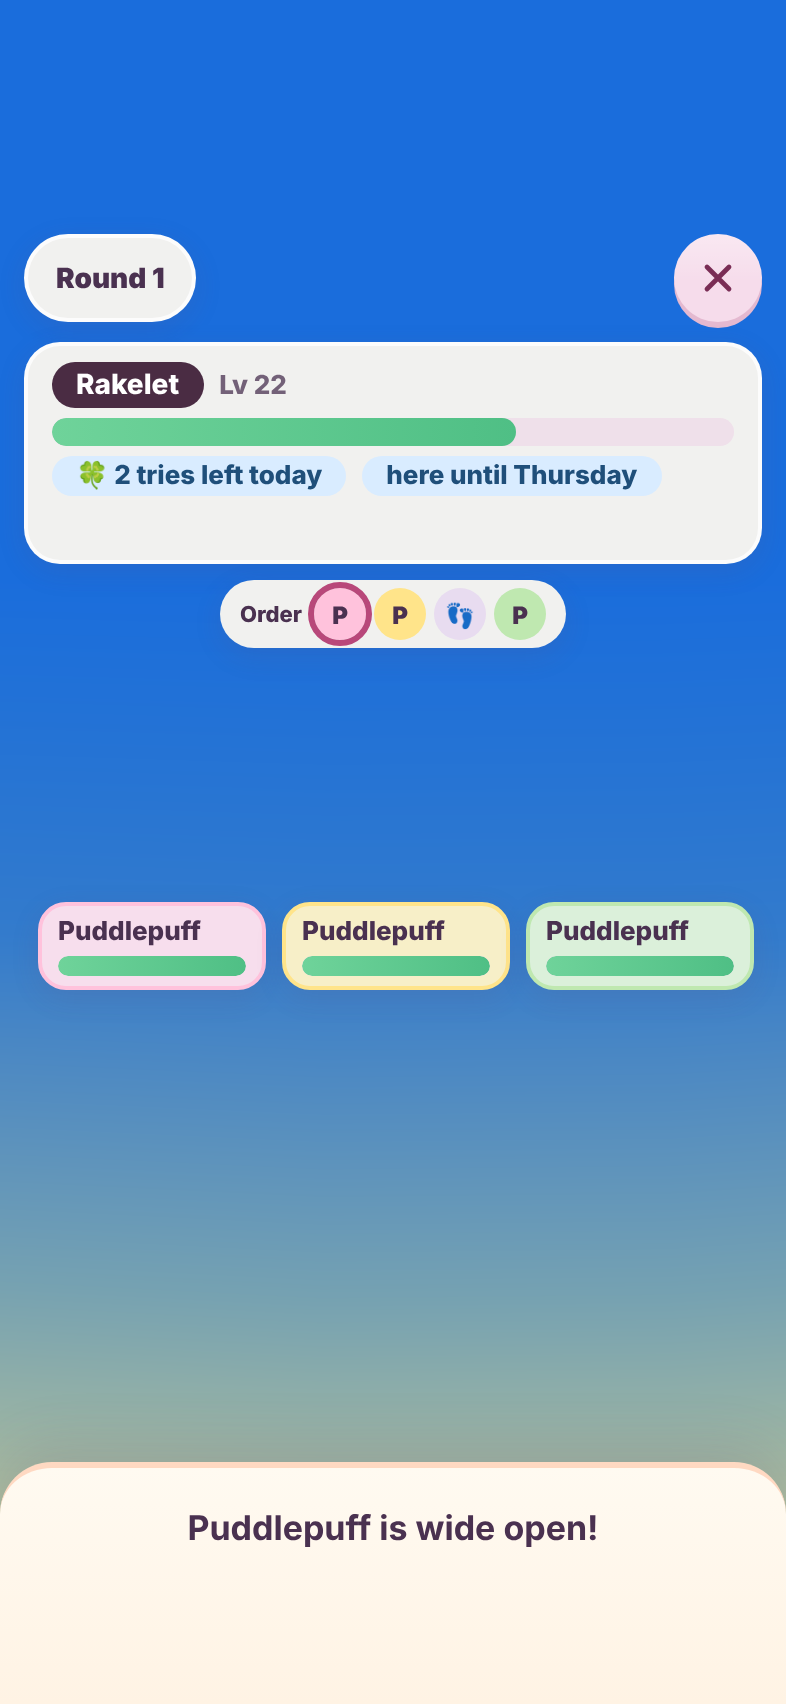 Round 1
Rakelet Lv 22
🍀 2 tries left today here until Thursday
Order P P 👣 P
Puddlepuff Puddlepuff Puddlepuff
Puddlepuff is wide open!